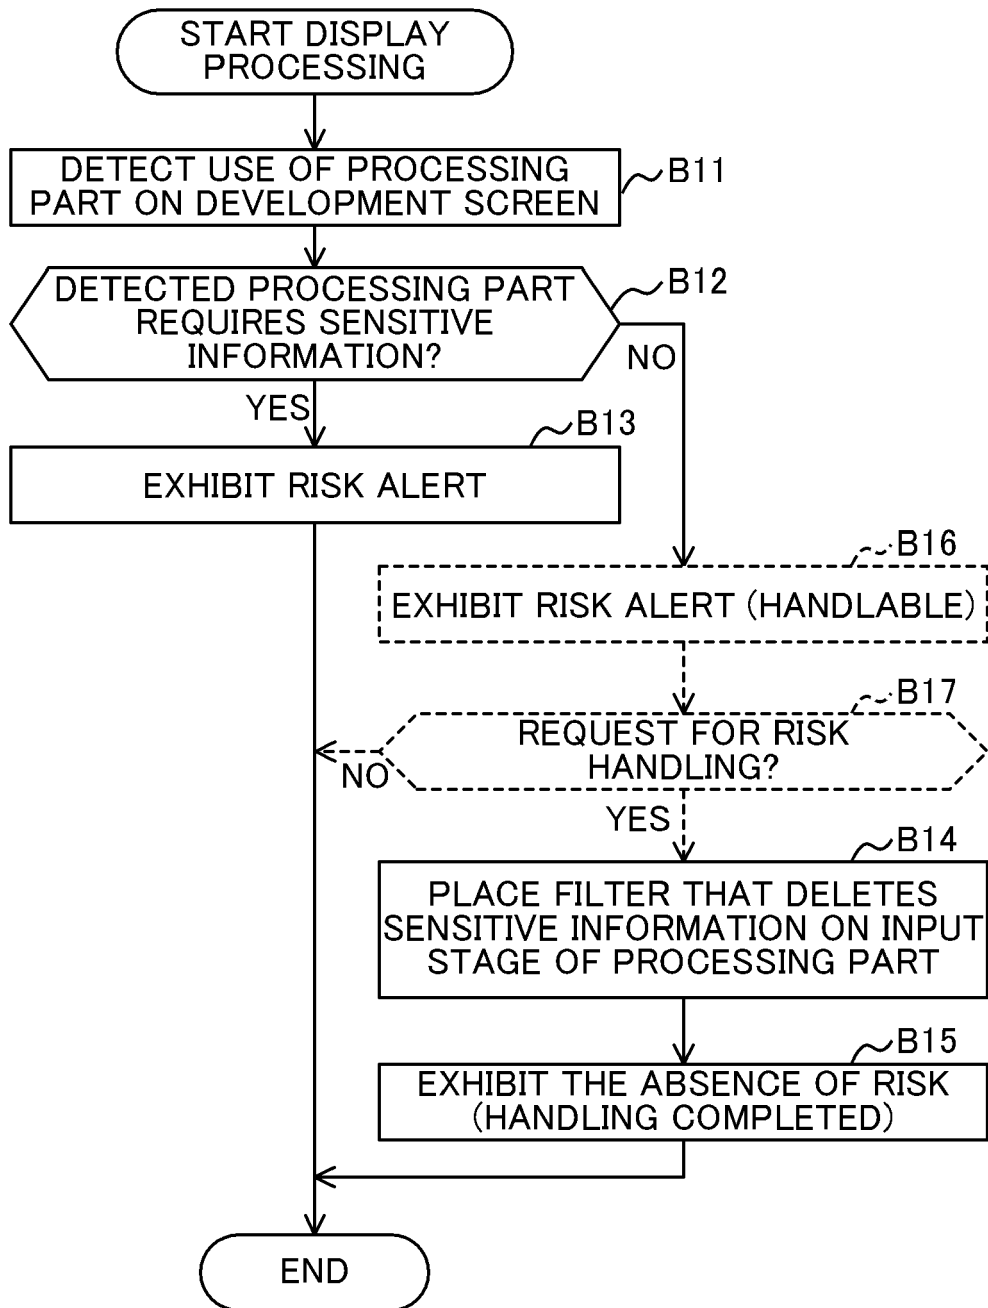 START DISPLAY
PROCESSING
DETECT USE OF PROCESSING
PART ON DEVELOPMENT SCREEN
B11
DETECTED PROCESSING PART
REQUIRES SENSITIVE
INFORMATION?
B12
NO
YES
B13
EXHIBIT RISK ALERT
B16
EXHIBIT RISK ALERT (HANDLABLE)
B17
REQUEST FOR RISK
HANDLING?
NO
YES
B14
PLACE FILTER THAT DELETES
SENSITIVE INFORMATION ON INPUT
STAGE OF PROCESSING PART
B15
EXHIBIT THE ABSENCE OF RISK
(HANDLING COMPLETED)
END